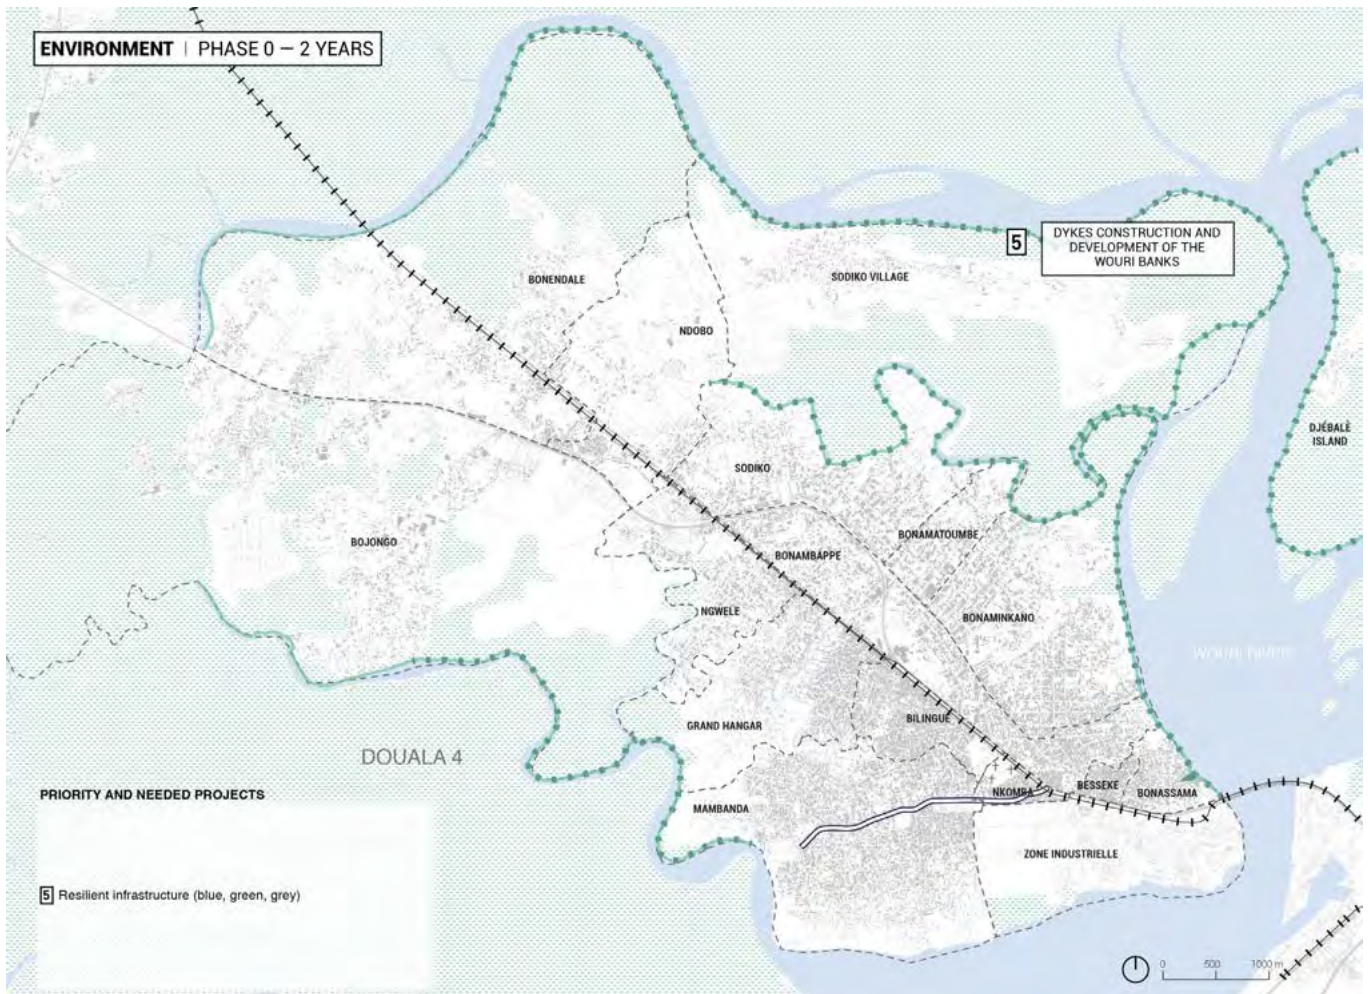 ENVIRONMENT | PHASE 0 — 2 YEARS
5
DYKES CONSTRUCTION AND
DEVELOPMENT OF THE
WOURI BANKS
BONENDALE
SODIKO VILLAGE
NDOBO
DJÉBALÈ
ISLAND
SODIKO
BONAMATOUMBE
BOJONGO
BONAMBAPPE
NGWELE
BONAMINKANO
WOURI RIVER
GRAND HANGAR
BILINGUE
DOUALA 4
BESSEKE
NKOMBA
BONASSAMA
PRIORITY AND NEEDED PROJECTS
MAMBANDA
ZONE INDUSTRIELLE
5 Resilient infrastructure (blue, green, grey)
0 500 1000 m